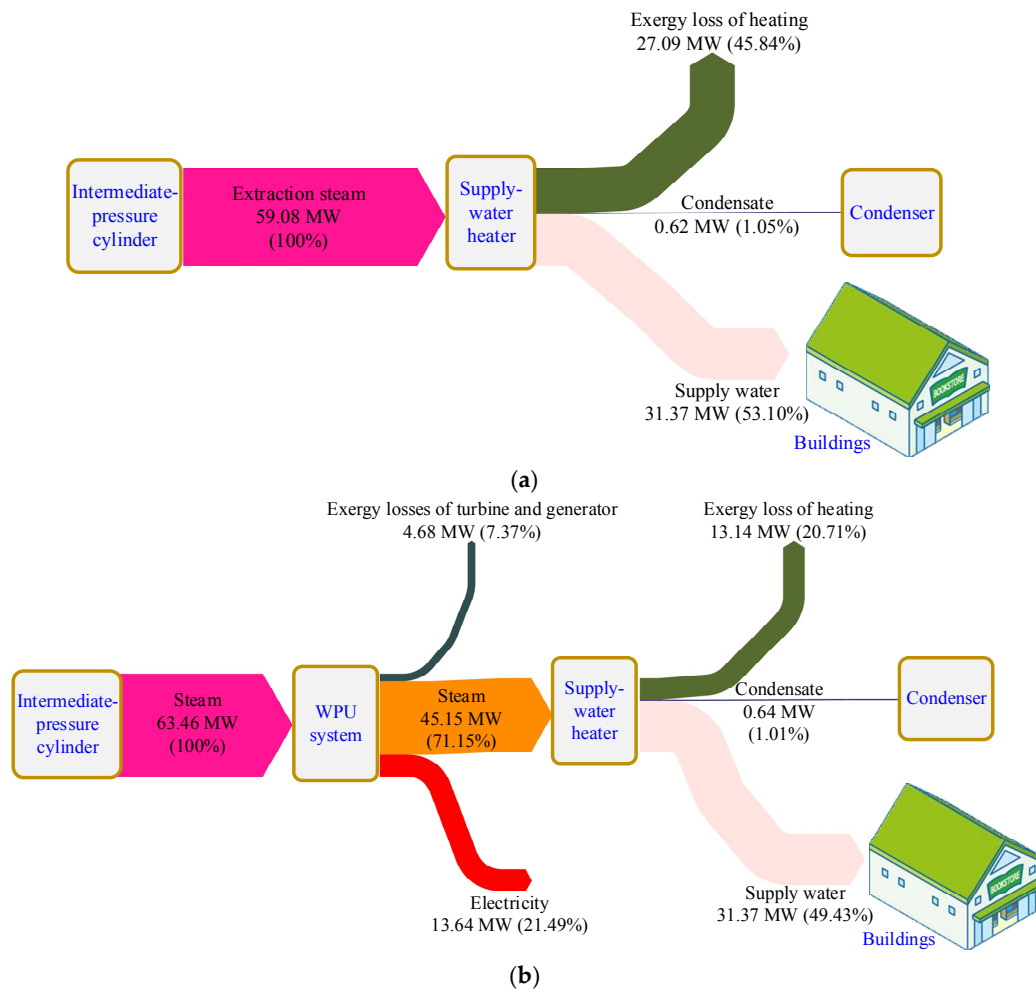 Exergy loss of heating
27.09 MW (45.84%)
Intermediate-
pressure
cylinder
Extraction steam
59.08 MW
(100%)
Supply-
water
heater
Condensate
0.62 MW (1.05%)
Condenser
BOOKSTORE
Supply water
31.37 MW (53.10%)
Buildings
(a)
Exergy losses of turbine and generator
4.68 MW (7.37%)
Exergy loss of heating
13.14 MW (20.71%)
Intermediate-
pressure
cylinder
Steam
63.46 MW
(100%)
WPU
system
Steam
45.15 MW
(71.15%)
Supply-
water
heater
Condensate
0.64 MW
(1.01%)
Condenser
BOOKSTORE
Electricity
13.64 MW (21.49%)
Supply water
31.37 MW (49.43%)
Buildings
(b)